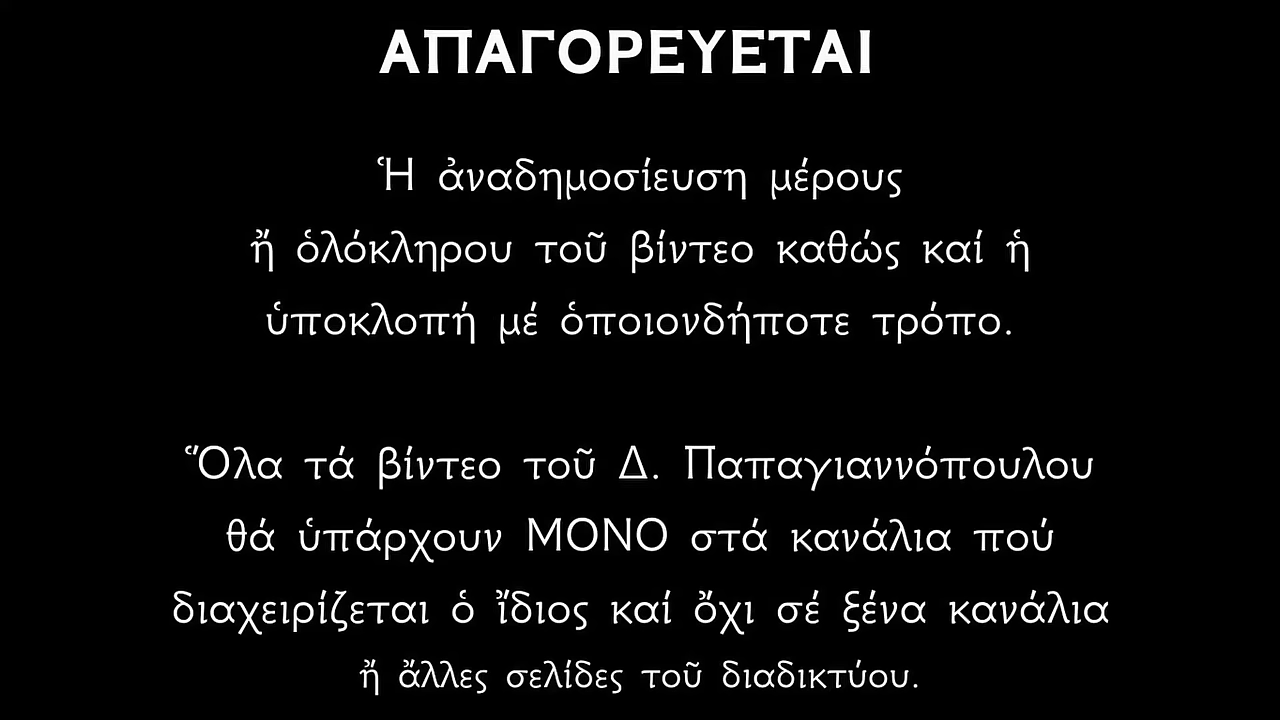 ΑΠΑΓΟΡΕΥΕΤΑΙ
Ἡ ἀναδημοσίευση μέρους
ἤ ὁλόκληρου τοῦ βίντεο καθώς καί ἡ
ὑποκλοπή μέ ὁποιονδήποτε τρόπο.
Ὅλα τά βίντεο τοῦ Δ. Παπαγιαννόπουλου
θά ὑπάρχουν ΜΟΝΟ στά κανάλια πού
διαχειρίζεται ὁ ἴδιος καί ὄχι σέ ξένα κανάλια
ἤ ἄλλες σελίδες τοῦ διαδικτύου.